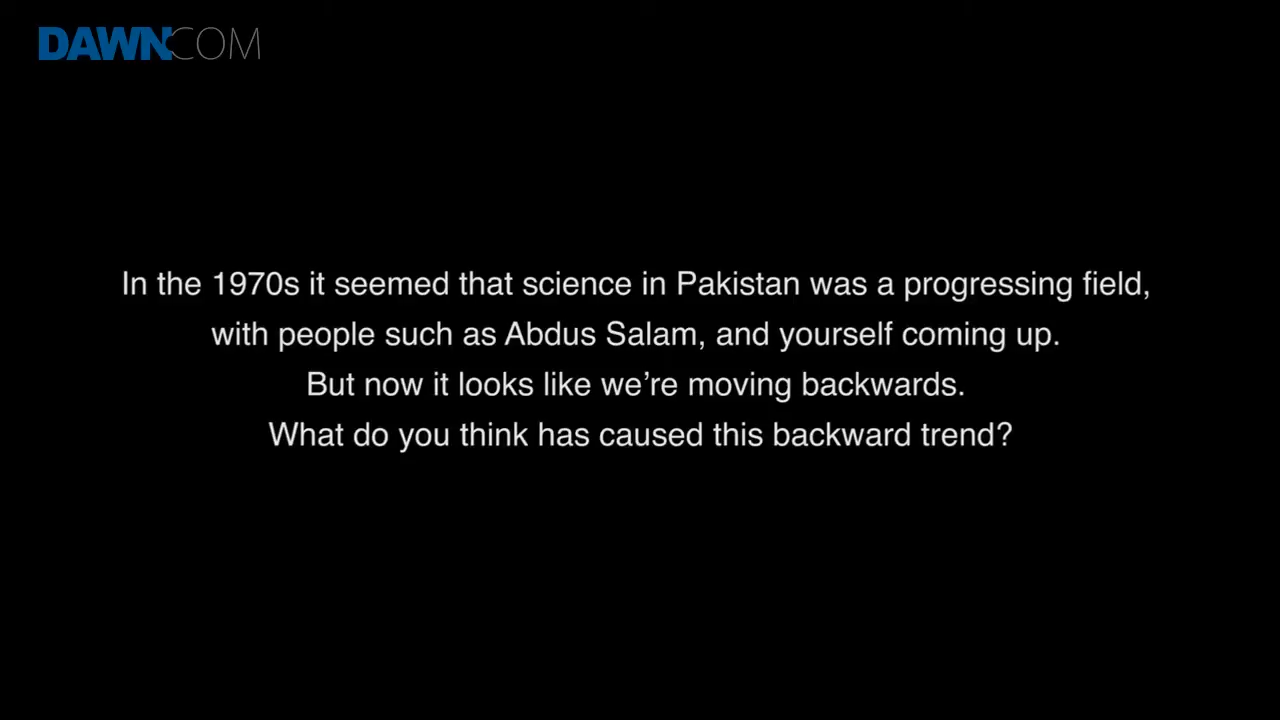 DAWN.COM
In the 1970s it seemed that science in Pakistan was a progressing field,
with people such as Abdus Salam, and yourself coming up.
But now it looks like we're moving backwards.
What do you think has caused this backward trend?